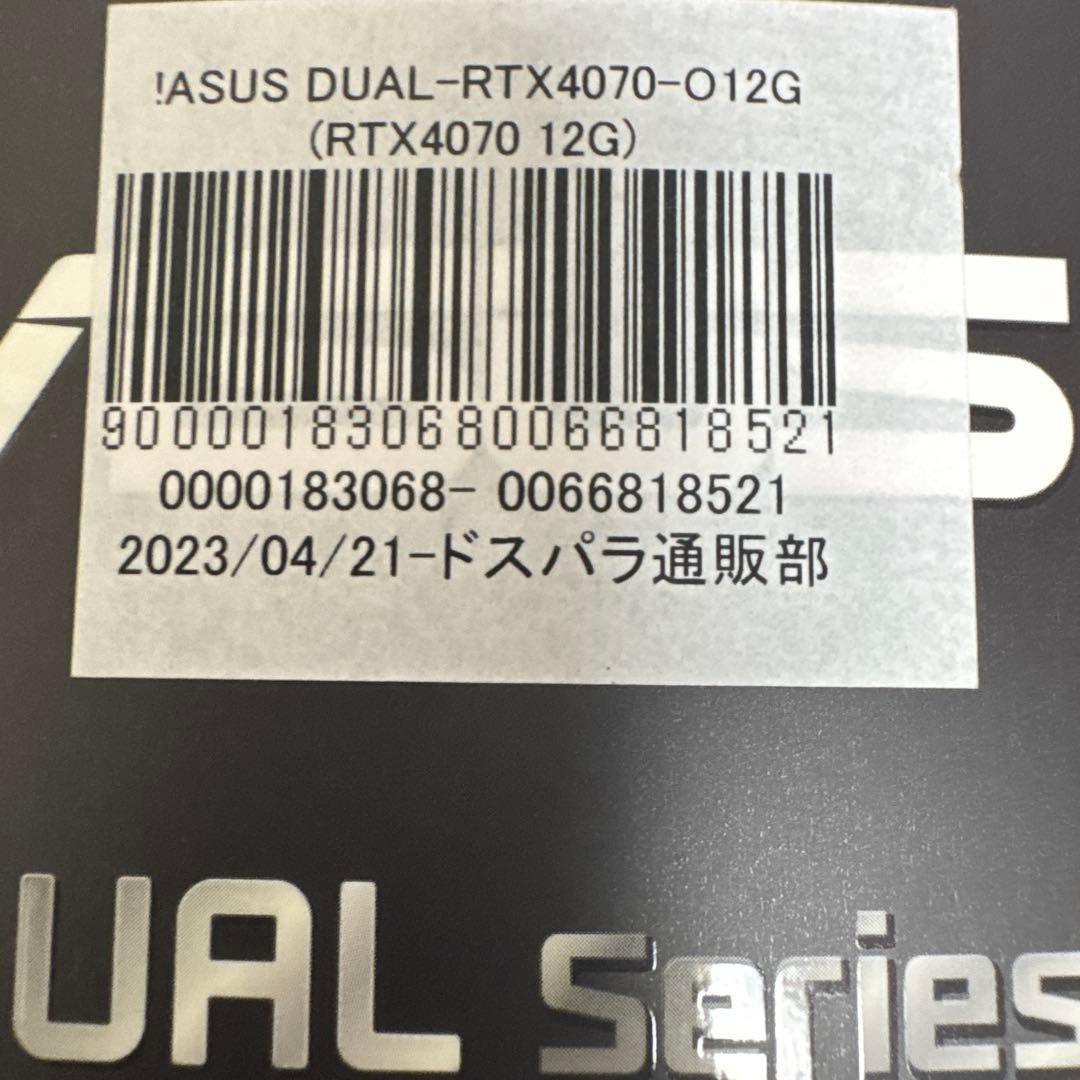 !ASUS DUAL-RTX4070-O12G
(RTX4070 12G)
900001830680066818521
0000183068- 0066818521
2023/04/21-ドスパラ通販部
UAL series